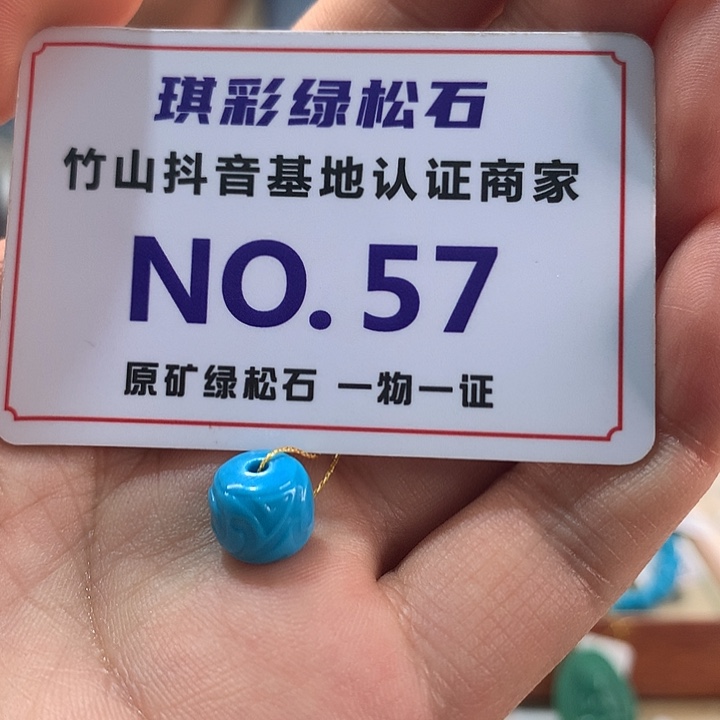 琪彩绿松石
竹山抖音基地认证商家
NO.57
原矿绿松石 一物一证